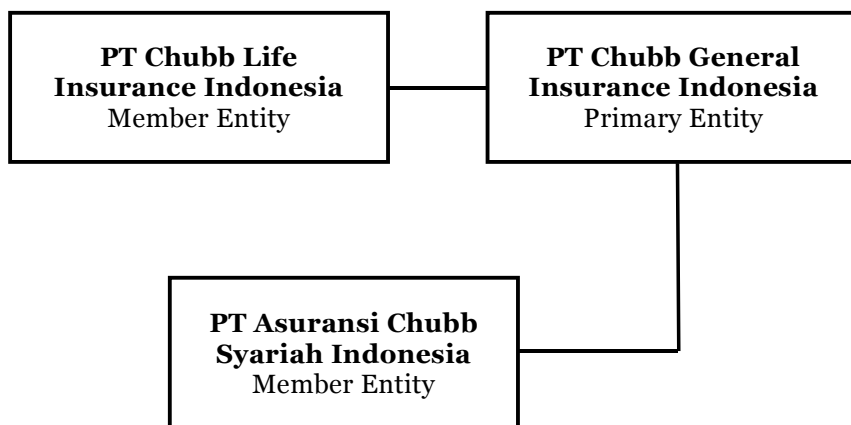 PT Chubb Life
Insurance Indonesia
Member Entity
PT Chubb General
Insurance Indonesia
Primary Entity
PT Asuransi Chubb
Syariah Indonesia
Member Entity